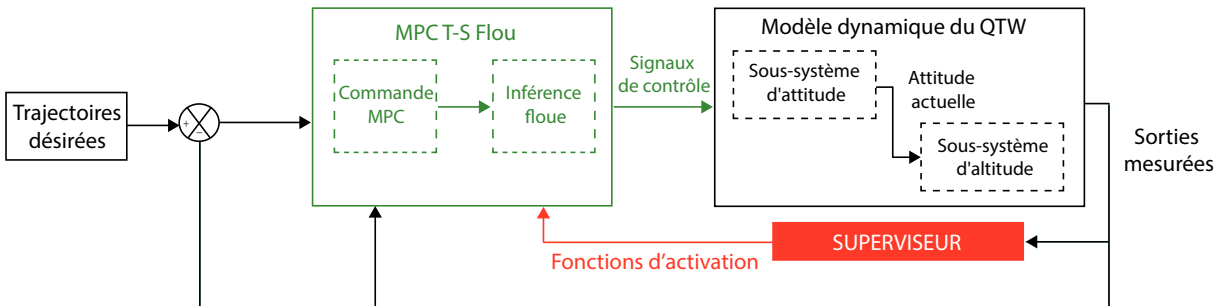 MPC T-S Flou
Modèle dynamique du QTW
Trajectoires
désirées
+
−
Commande
MPC
Inférence
floue
Signaux
de contrôle
Sous-système
d'attitude
Attitude
actuelle
Sous-système
d'altitude
Sorties
mesurées
SUPERVISEUR
Fonctions d’activation